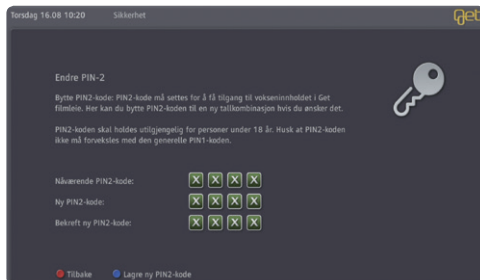 Torsdag 16.08 10:20 Sikkerhet Get
Endre PIN-2
Bytte PIN2-kode: PIN2-kode må settes for å få tilgang til vokseninnholdet i Get
filmleie. Her kan du bytte PIN2-koden til en ny tallkombinasjon hvis du ønsker det.
PIN2-koden skal holdes utilgjengelig for personer under 18 år. Husk at PIN2-koden
ikke må forveksles med den generelle PIN1-koden.
Nåværende PIN2-kode: X X X X
Ny PIN2-kode: X X X X
Bekreft ny PIN2-kode: X X X X
Tilbake Lagre ny PIN2-kode